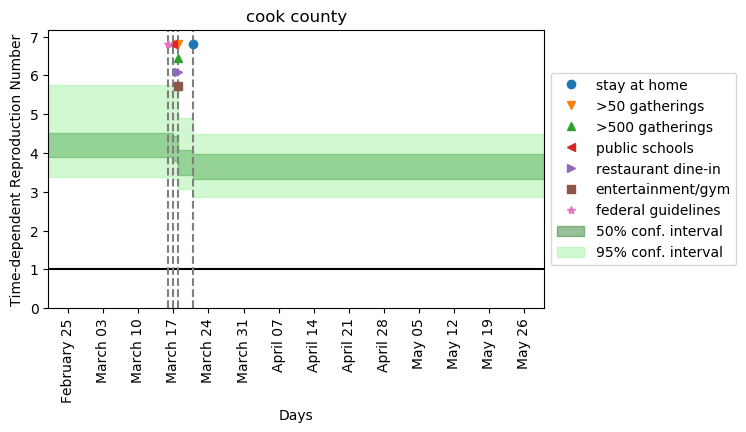 cook county
Time-dependent Reproduction Number
7
6
5
4
3
2
1
0
February 25
March 03
March 10
March 17
March 24
March 31
April 07
April 14
April 21
April 28
May 05
May 12
May 19
May 26
Days
stay at home
>50 gatherings
>500 gatherings
public schools
restaurant dine-in
entertainment/gym
federal guidelines
50% conf. interval
95% conf. interval